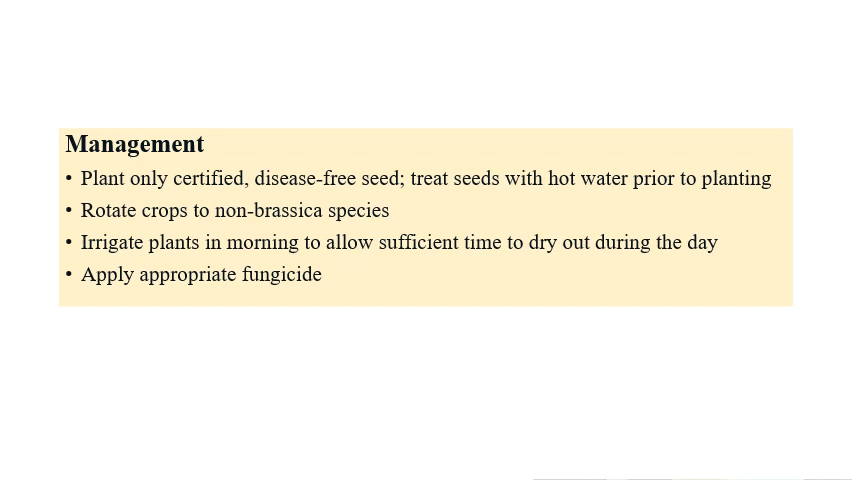 Management
• Plant only certified, disease-free seed; treat seeds with hot water prior to planting
• Rotate crops to non-brassica species
• Irrigate plants in morning to allow sufficient time to dry out during the day
• Apply appropriate fungicide